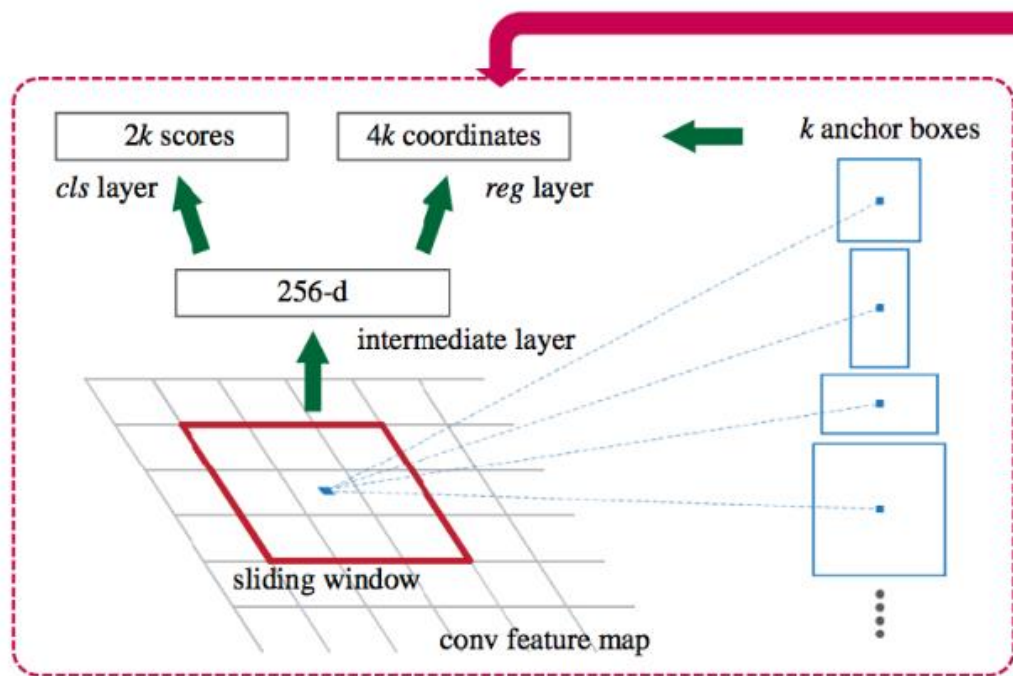 2k scores
4k coordinates
k anchor boxes
cls layer
reg layer
256-d
intermediate layer
sliding window
conv feature map